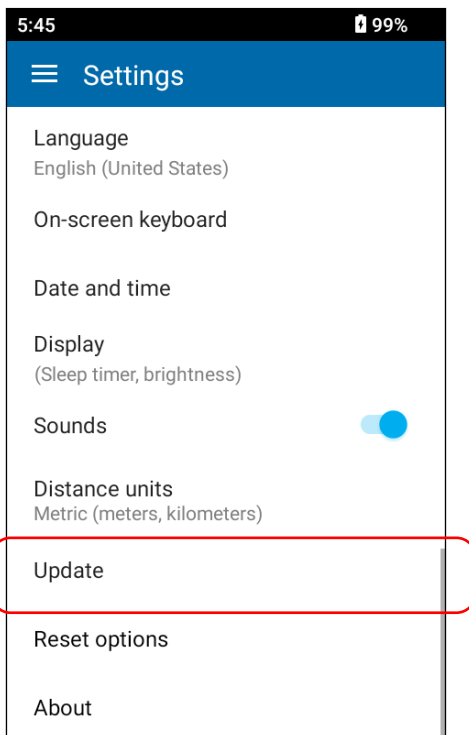 5:45 99%
Settings
Language
English (United States)
On-screen keyboard
Date and time
Display
(Sleep timer, brightness)
Sounds
Distance units
Metric (meters, kilometers)
Update
Reset options
About